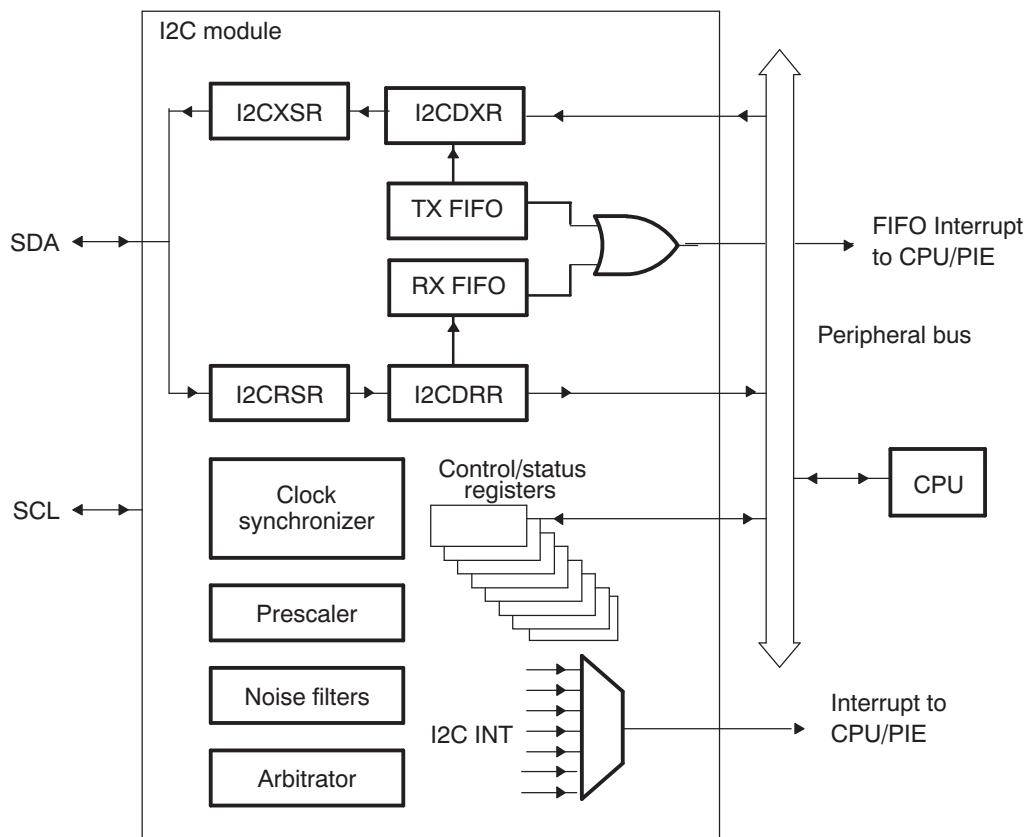 I2C module
I2CXSR
I2CDXR
TX FIFO
SDA
FIFO Interrupt
to CPU/PIE
RX FIFO
Peripheral bus
I2CRSR
I2CDRR
Control/status
registers
Clock
synchronizer
SCL
CPU
Prescaler
Noise filters
I2C INT
Interrupt to
CPU/PIE
Arbitrator